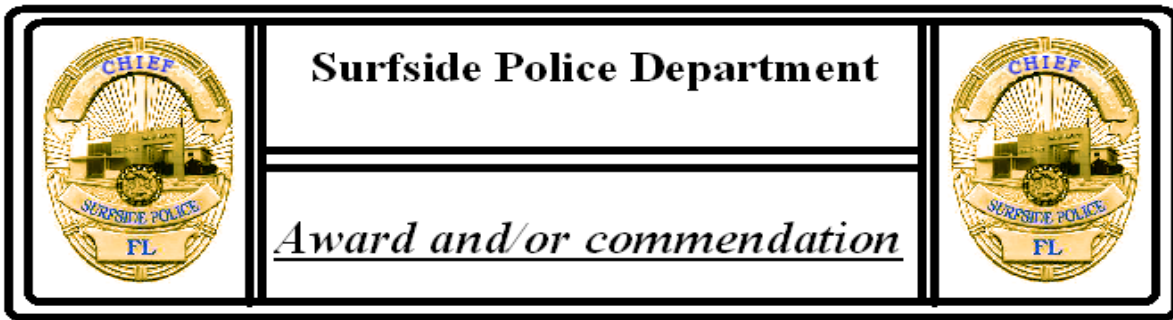 CHIEF
SURFSIDE POLICE
FL
Surfside Police Department
Award and/or commendation
CHIEF
SURFSIDE POLICE
FL